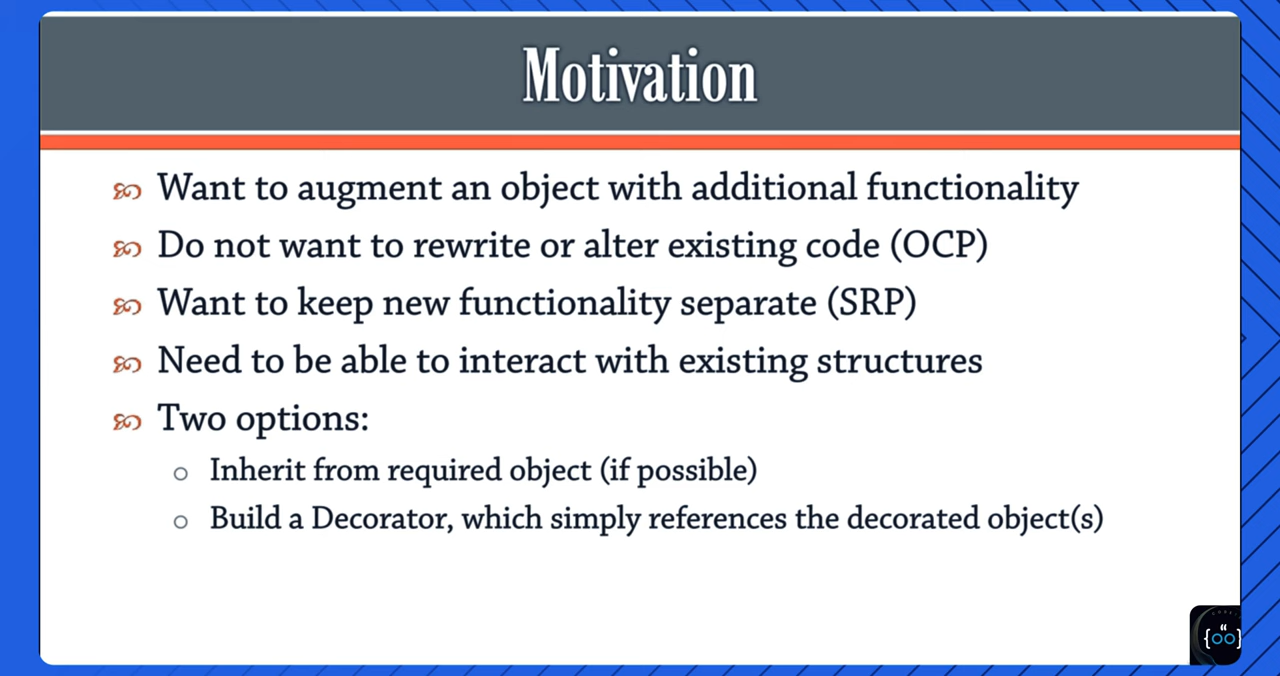 Motivation
Want to augment an object with additional functionality
Do not want to rewrite or alter existing code (OCP)
Want to keep new functionality separate (SRP)
Need to be able to interact with existing structures
Two options:
Inherit from required object (if possible)
Build a Decorator, which simply references the decorated object(s)